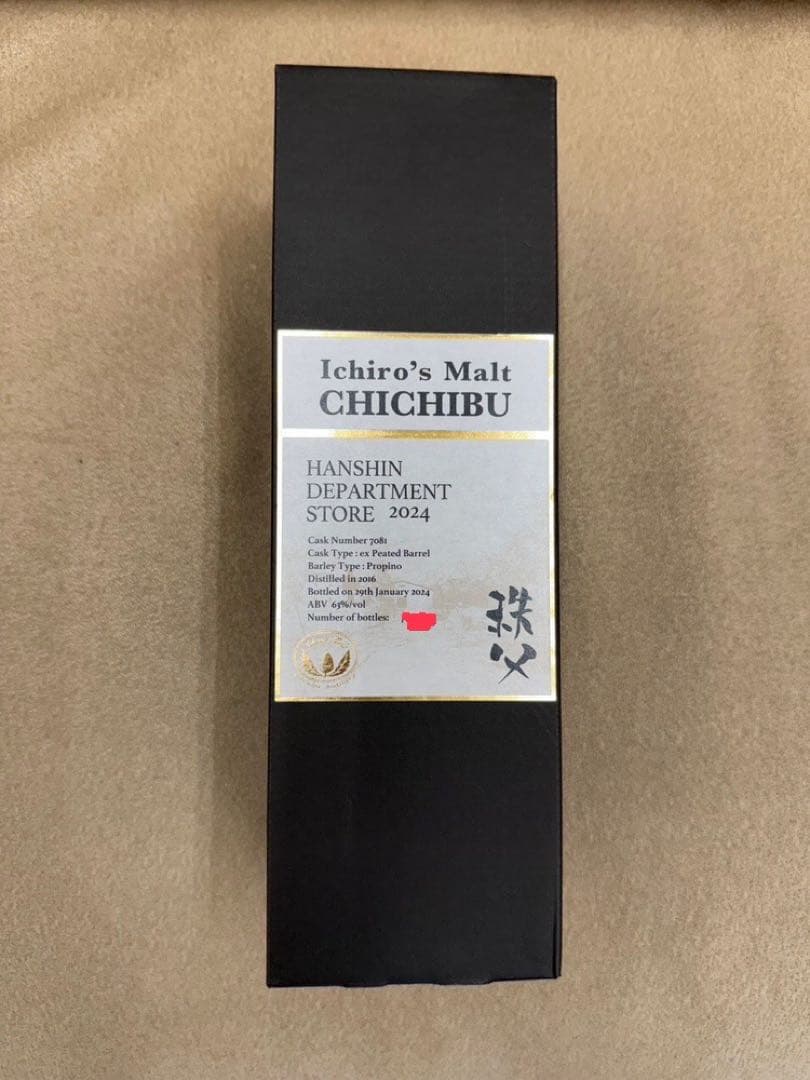 Ichiro's Malt
CHICHIBU
HANSHIN
DEPARTMENT
STORE 2024
Cask Number 7081
Cask Type : ex Peated Barrel
Barley Type : Propino
Distilled in 2016
Bottled on 29th January 2024
ABV 63%/vol
Number of bottles:
秩父